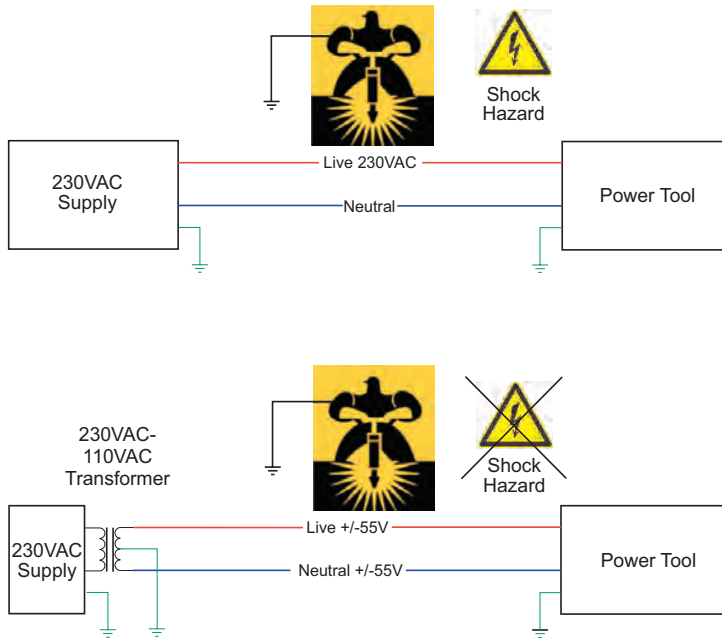 Shock
Hazard
Live 230VAC
230VAC
Supply
Neutral
Power Tool
230VAC-
110VAC
Transformer
Shock
Hazard
Live +/-55V
230VAC
Supply
Neutral +/-55V
Power Tool